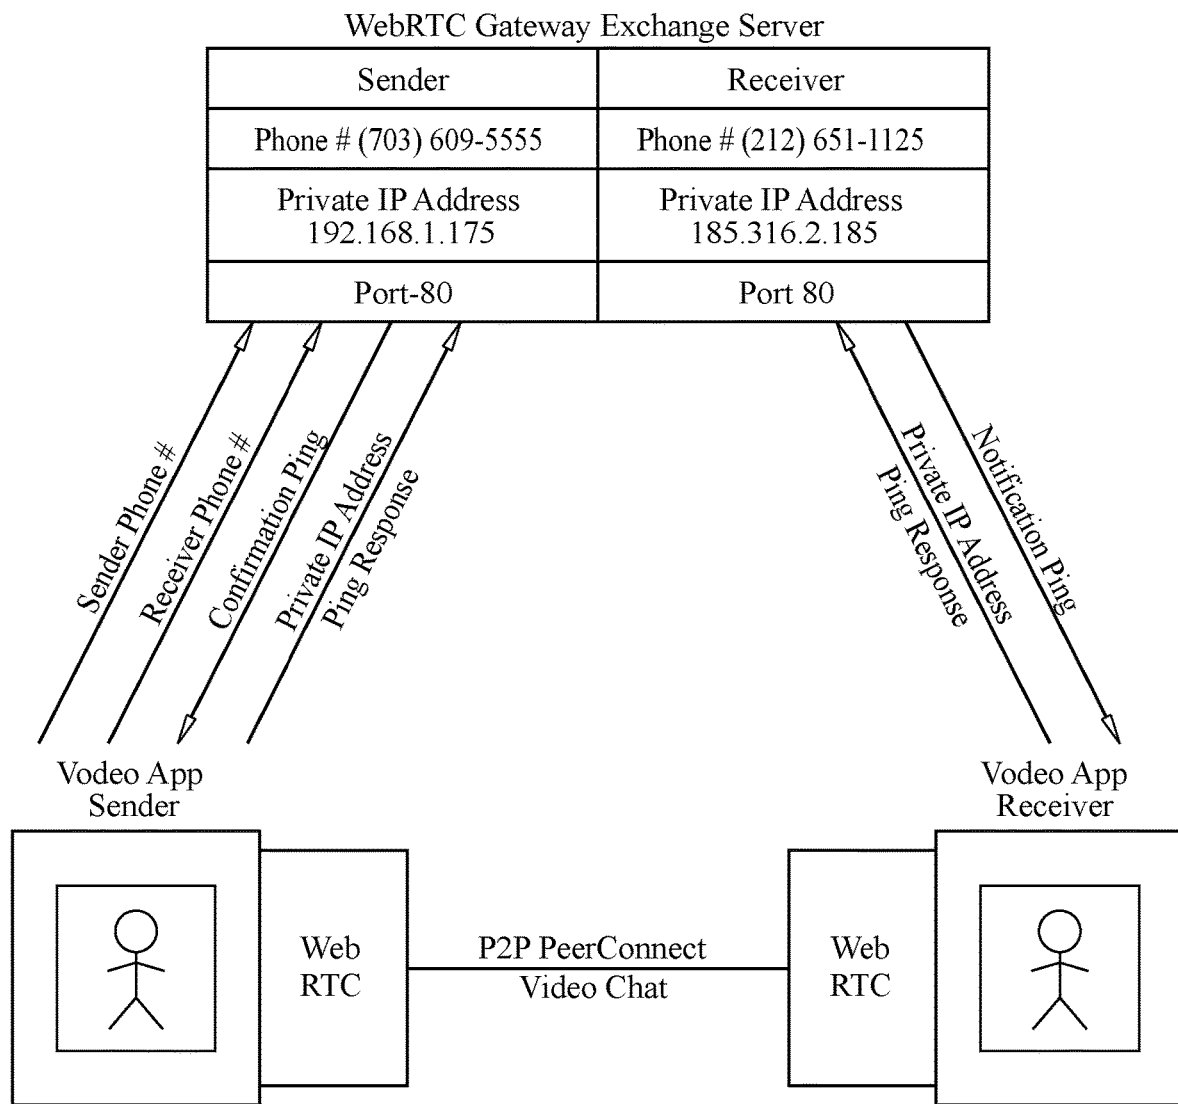 WebRTC Gateway Exchange Server
Sender
Receiver
Phone # (703) 609-5555
Phone # (212) 651-1125
Private IP Address
192.168.1.175
Private IP Address
185.316.2.185
Port-80
Port 80
Sender Phone #
Receiver Phone #
Confirmation Ping
Private IP Address
Ping Response
Private IP Address
Ping Response
Notification Ping
Vodeo App
Sender
Vodeo App
Receiver
Web
RTC
P2P PeerConnect
Video Chat
Web
RTC